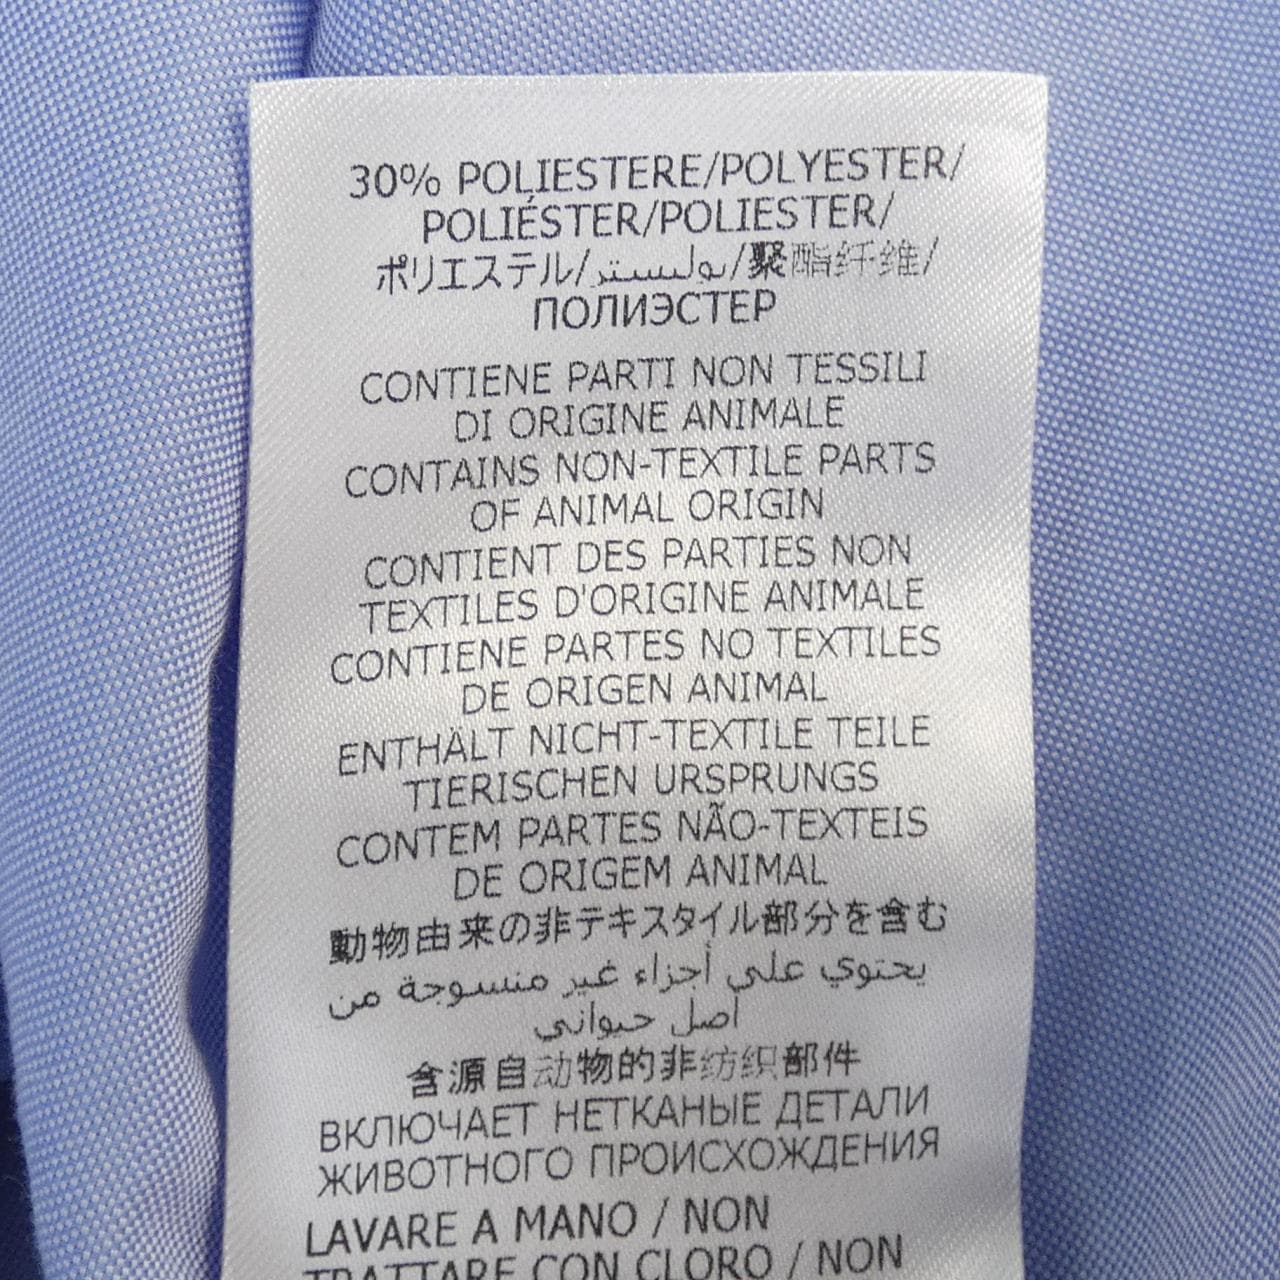 30% POLIESTERE/POLYESTER/
POLIÉSTER/POLIESTER/
ポリエステル/بوليستر/聚酯纤维/
ПОЛИЭСТЕР
CONTIENE PARTI NON TESSILI
DI ORIGINE ANIMALE
CONTAINS NON-TEXTILE PARTS
OF ANIMAL ORIGIN
CONTIENT DES PARTIES NON
TEXTILES D'ORIGINE ANIMALE
CONTIENE PARTES NO TEXTILES
DE ORIGEN ANIMAL
ENTHÄLT NICHT-TEXTILE TEILE
TIERISCHEN URSPRUNGS
CONTEM PARTES NÃO-TEXTEIS
DE ORIGEM ANIMAL
動物由来の非テキスタイル部分を含む
يحتوي علي أجزاء غير منسوجة من
اصل حيواني
含源自动物的非纺织部件
ВКЛЮЧАЕТ НЕТКАНЫЕ ДЕТАЛИ
ЖИВОТНОГО ПРОИСХОЖДЕНИЯ
LAVARE A MANO / NON
TRATTARE CON CLORO / NON